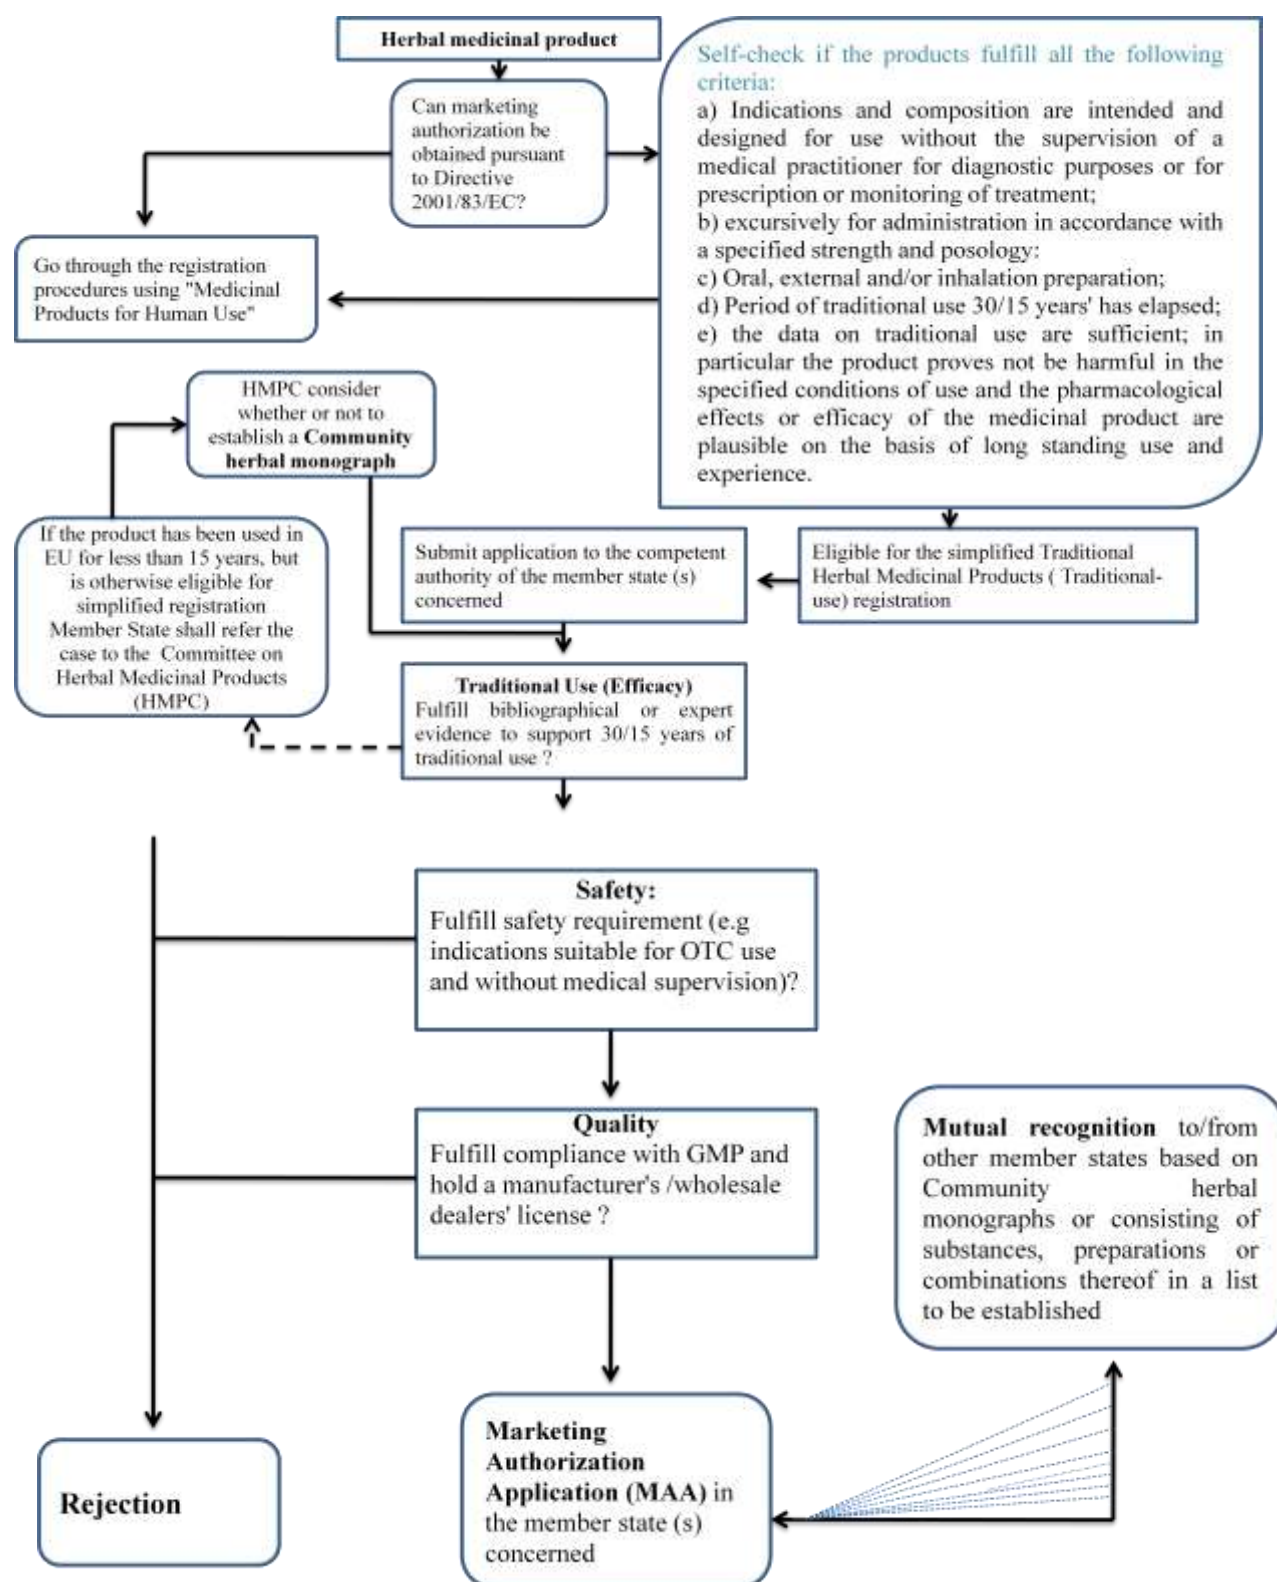 Herbal medicinal product
Can marketing
authorization be
obtained pursuant
to Directive
2001/83/EC?
Self-check if the products fulfill all the following
criteria:
a) Indications and composition are intended and
designed for use without the supervision of a
medical practitioner for diagnostic purposes or for
prescription or monitoring of treatment;
b) excursively for administration in accordance with
a specified strength and posology:
c) Oral, external and/or inhalation preparation;
d) Period of traditional use 30/15 years' has elapsed;
e) the data on traditional use are sufficient; in
particular the product proves not be harmful in the
specified conditions of use and the pharmacological
effects or efficacy of the medicinal product are
plausible on the basis of long standing use and
experience.
Go through the registration
procedures using "Medicinal
Products for Human Use"
HMPC consider
whether or not to
establish a Community
herbal monograph
If the product has been used in
EU for less than 15 years, but
is otherwise eligible for
simplified registration
Member State shall refer the
case to the Committee on
Herbal Medicinal Products
(HMPC)
Submit application to the competent
authority of the member state (s)
concerned
Eligible for the simplified Traditional
Herbal Medicinal Products ( Traditional-
use) registration
Traditional Use (Efficacy)
Fulfill bibliographical or expert
evidence to support 30/15 years of
traditional use ?
Safety:
Fulfill safety requirement (e.g
indications suitable for OTC use
and without medical supervision)?
Quality
Fulfill compliance with GMP and
hold a manufacturer's /wholesale
dealers' license ?
Mutual recognition to/from
other member states based on
Community herbal
monographs or consisting of
substances, preparations or
combinations thereof in a list
to be established
Rejection
Marketing
Authorization
Application (MAA) in
the member state (s)
concerned